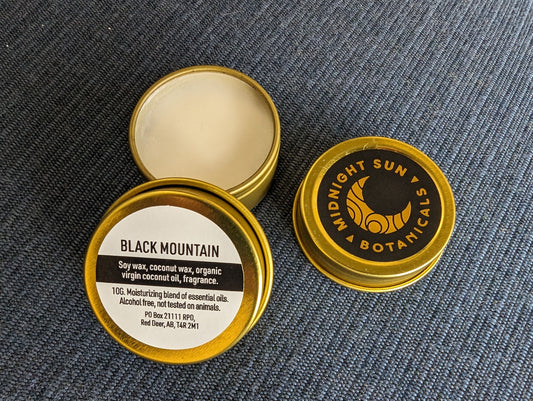 BLACK MOUNTAIN
Soy wax, coconut wax, organic
virgin coconut oil, fragrance.
10G. Moisturizing blend of essential oils.
Alcohol free, not tested on animals.
PO Box 21111 RPO,
Red Deer, AB, T4R 2M1
MIDNIGHT SUN
BOTANICALS